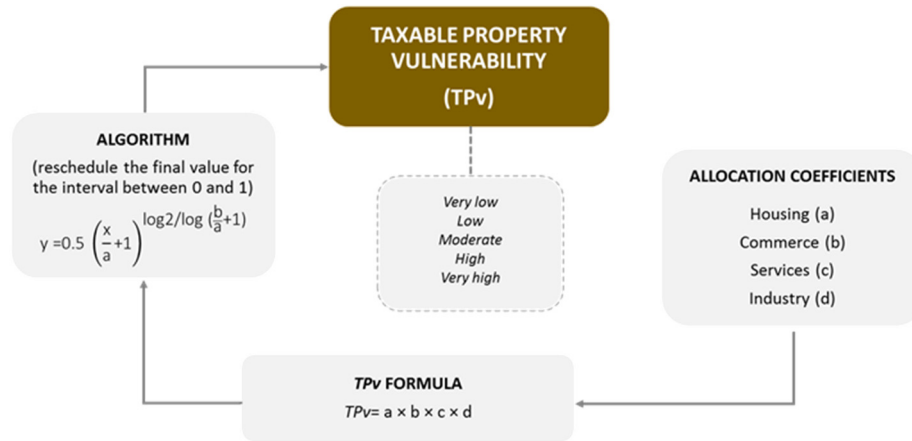 TAXABLE PROPERTY
VULNERABILITY
(TPv)
ALGORITHM
(reschedule the final value for
the interval between 0 and 1)
y =0.5 (x/a+1)^log2/log (b/a+1)
Very low
Low
Moderate
High
Very high
ALLOCATION COEFFICIENTS
Housing (a)
Commerce (b)
Services (c)
Industry (d)
TPv FORMULA
TPv= a × b × c × d